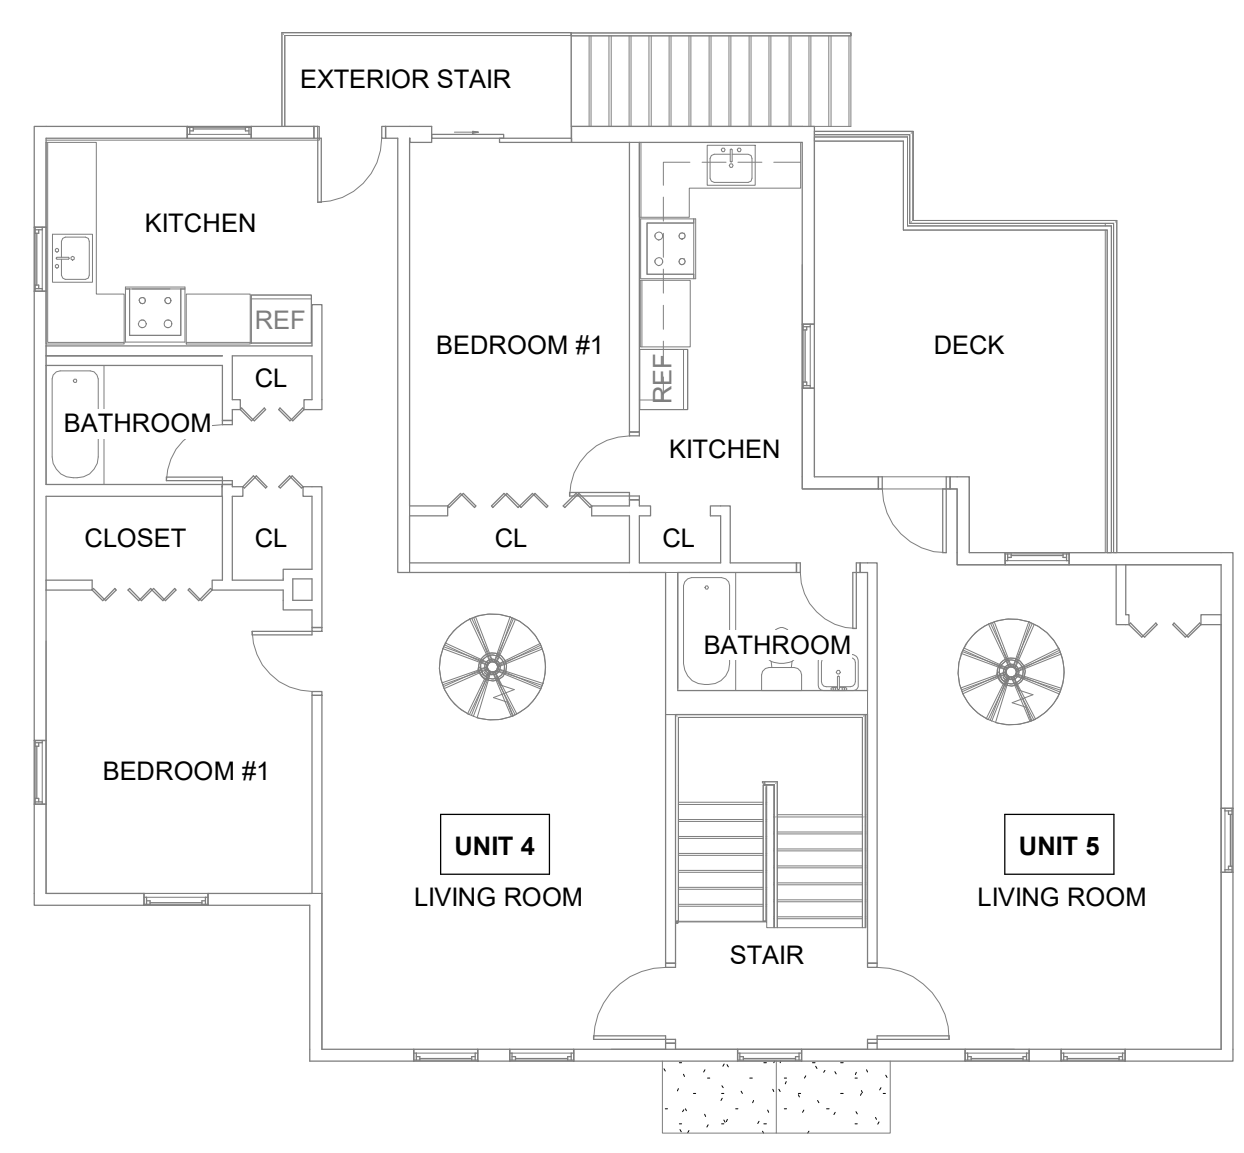 EXTERIOR STAIR
KITCHEN
REF
BEDROOM #1
DECK
CL
REF
BATHROOM
KITCHEN
CLOSET
CL
CL
CL
BATHROOM
BEDROOM #1
UNIT 4
LIVING ROOM
UNIT 5
LIVING ROOM
STAIR